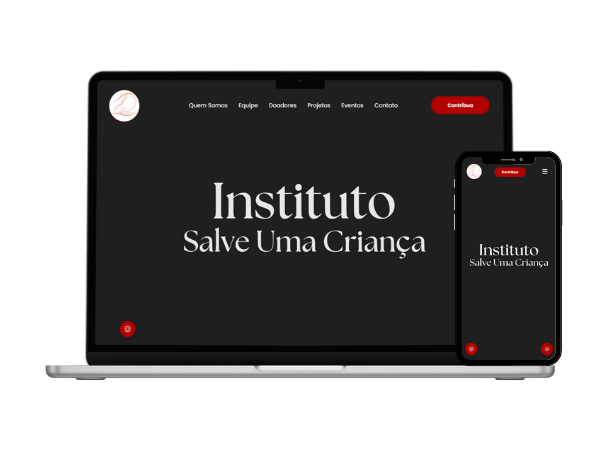 Quem Somos Equipe Doadores Projetos Eventos Contato Contribua
Instituto
Salve Uma Criança
Contribua
Instituto
Salve Uma Criança